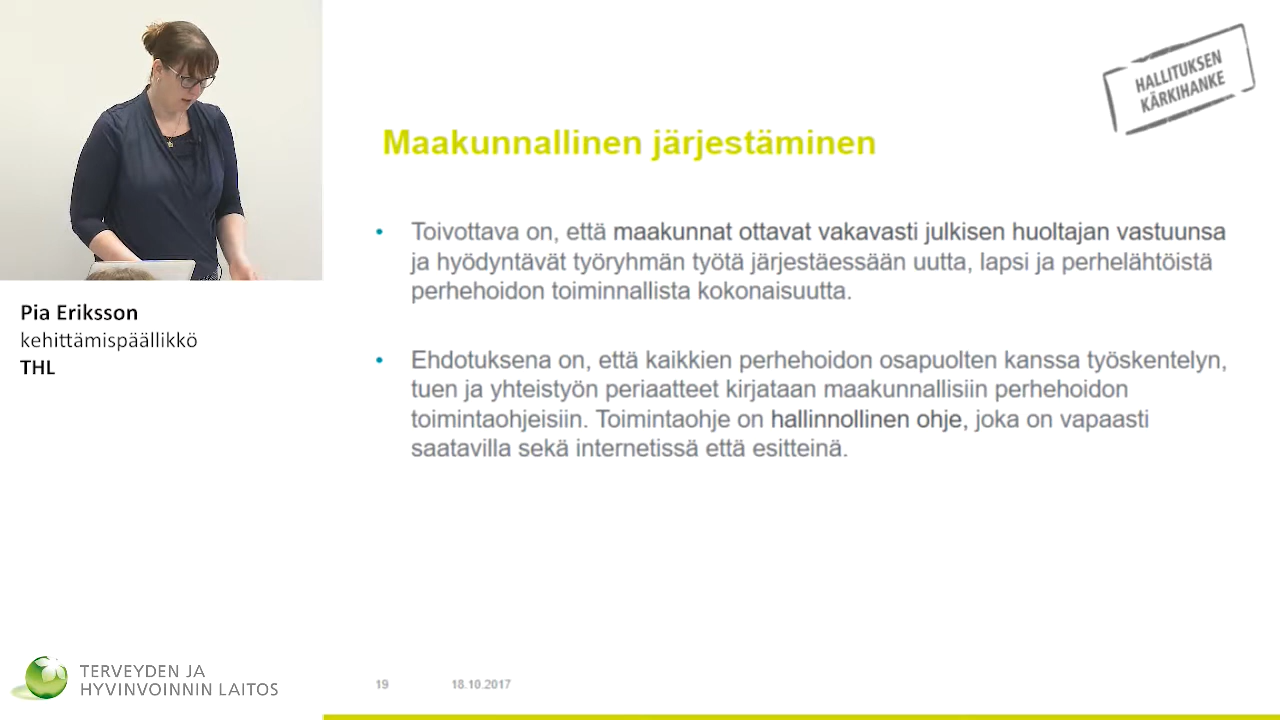 HALLITUKSEN
KÄRKIHANKE
Maakunnallinen järjestäminen
• Toivottava on, että maakunnat ottavat vakavasti julkisen huoltajan vastuunsa
ja hyödyntävät työryhmän työtä järjestäessään uutta, lapsi ja perhelähtöistä
perhehoidon toiminnallista kokonaisuutta.
• Ehdotuksena on, että kaikkien perhehoidon osapuolten kanssa työskentelyn,
tuen ja yhteistyön periaatteet kirjataan maakunnallisiin perhehoidon
toimintaohjeisiin. Toimintaohje on hallinnollinen ohje, joka on vapaasti
saatavilla sekä internetissä että esitteinä.
Pia Eriksson
kehittämispäällikkö
THL
TERVEYDEN JA
HYVINVOINNIN LAITOS
19 18.10.2017